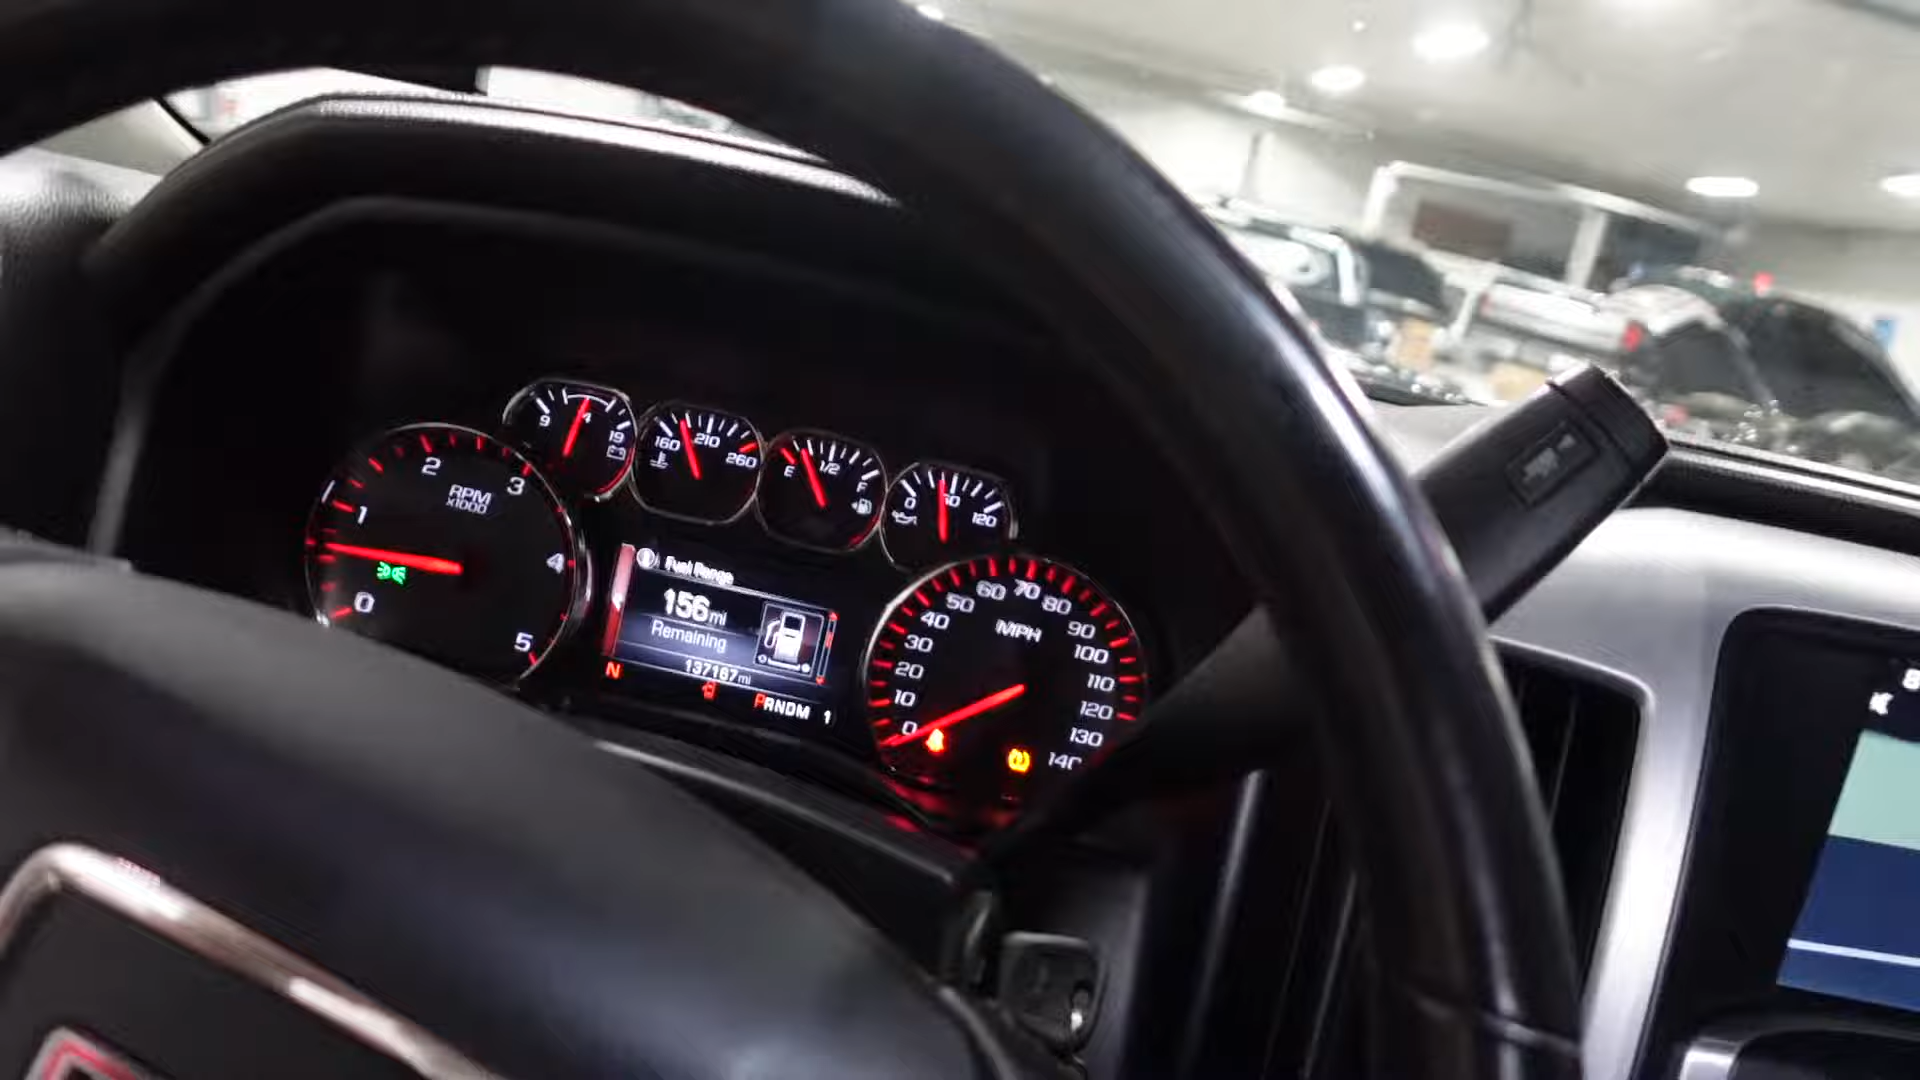 9 14 19
160 210 260
E 1/2 F
0 60 120
0 1 2 3 4 5
RPM
x1000
Fuel Range
156 mi
Remaining
137167 mi
N
PRNDM 1
0 10 20 30 40 50 60 70 80 90 100 110 120 130 140
MPH